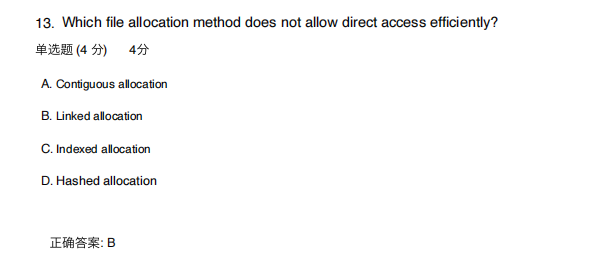 13. Which file allocation method does not allow direct access efficiently?
单选题 (4 分) 4分
A. Contiguous allocation
B. Linked allocation
C. Indexed allocation
D. Hashed allocation
正确答案: B